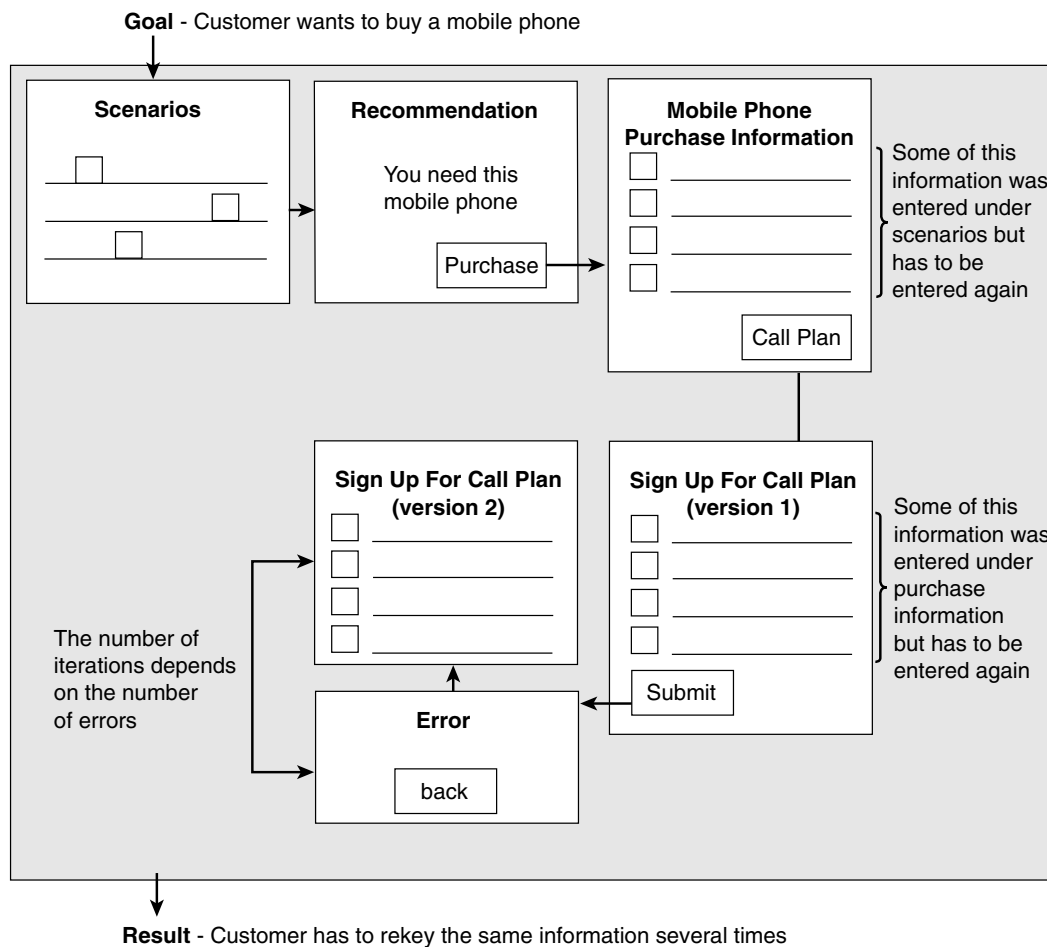 Goal - Customer wants to buy a mobile phone
Scenarios
Recommendation
You need this
mobile phone
Purchase
Mobile Phone
Purchase Information
Call Plan
Some of this
information was
entered under
scenarios but
has to be
entered again
Sign Up For Call Plan
(version 2)
Sign Up For Call Plan
(version 1)
Submit
Some of this
information was
entered under
purchase
information
but has to be
entered again
The number of
iterations depends
on the number
of errors
Error
back
Result - Customer has to rekey the same information several times